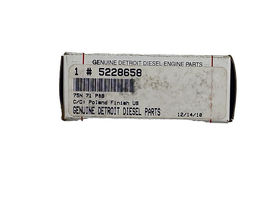 GENUINE DETROIT DIESEL ENGINE PARTS
1 # 5228658
75N 71 P&B
C/C: Poland Finish US
GENUINE DETROIT DIESEL PARTS 12/14/10